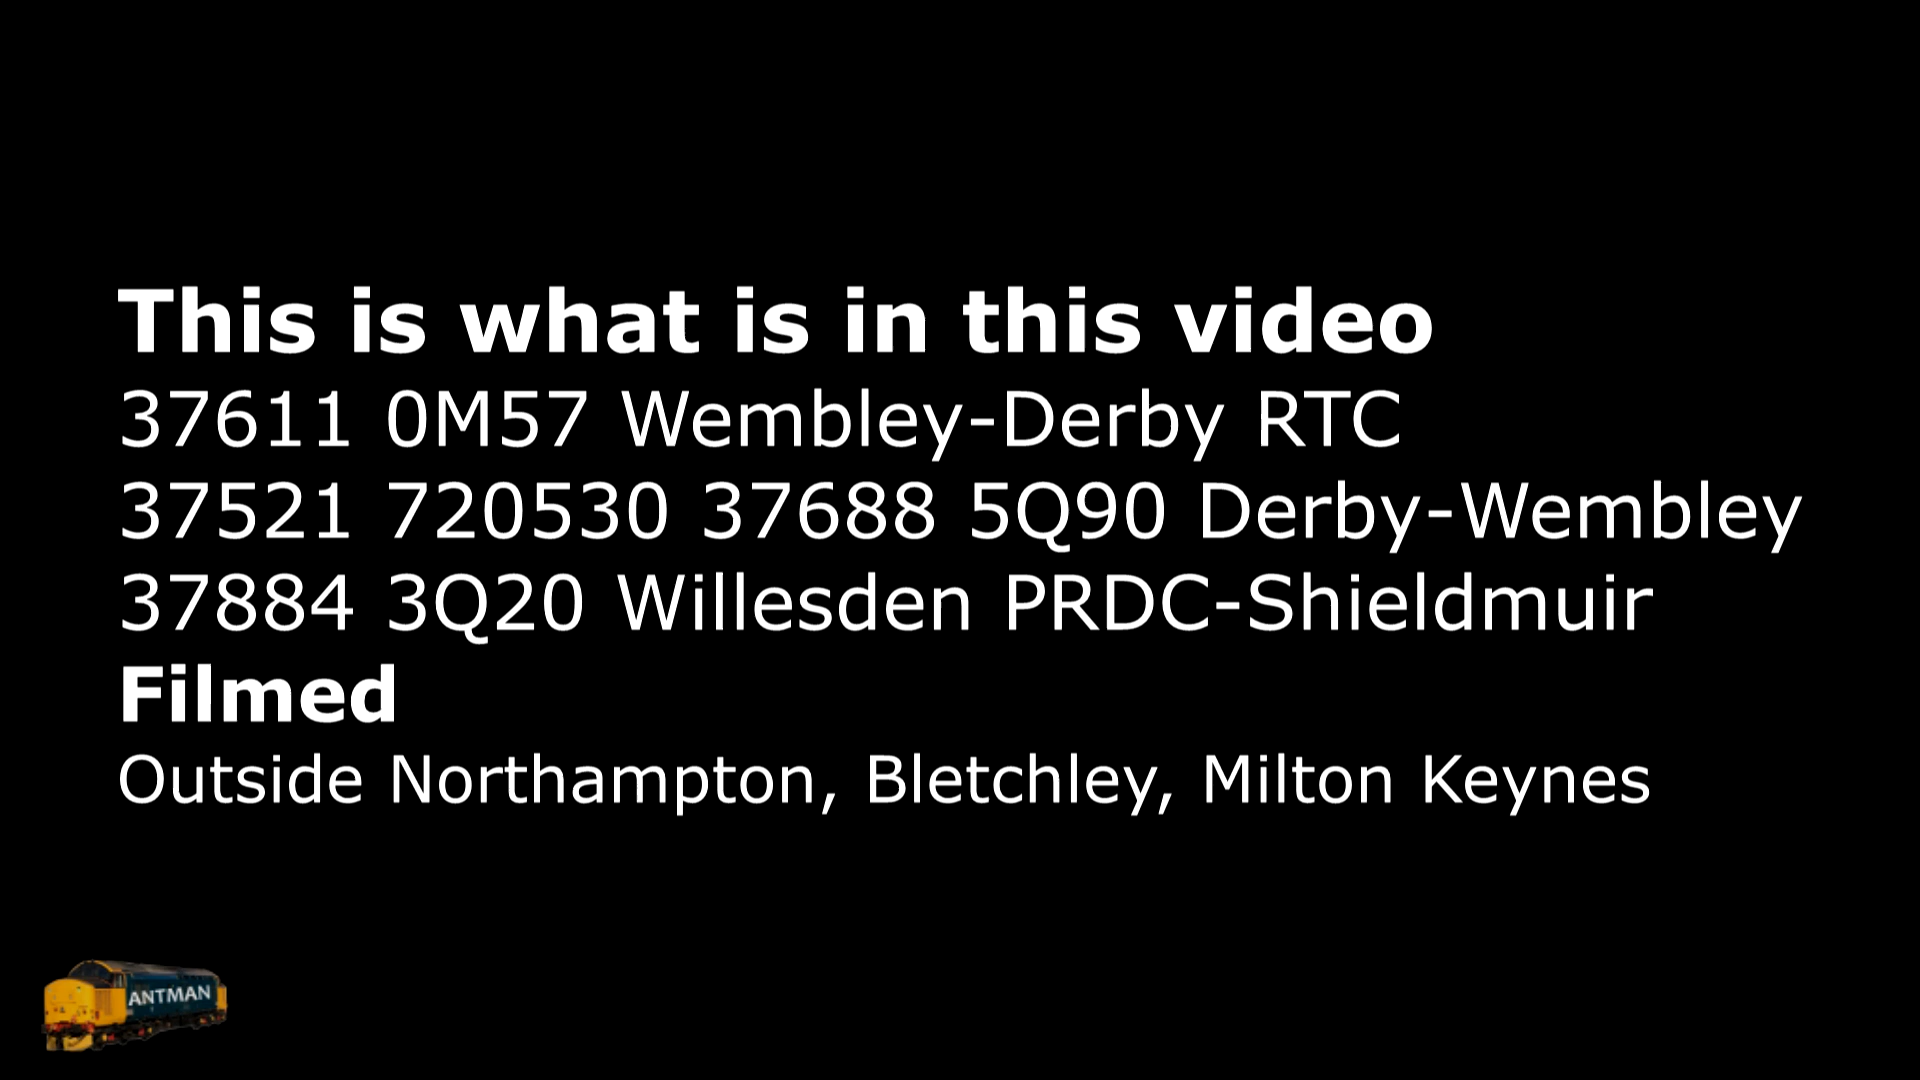 This is what is in this video
37611 0M57 Wembley-Derby RTC
37521 720530 37688 5Q90 Derby-Wembley
37884 3Q20 Willesden PRDC-Shieldmuir
Filmed
Outside Northampton, Bletchley, Milton Keynes
ANTMAN